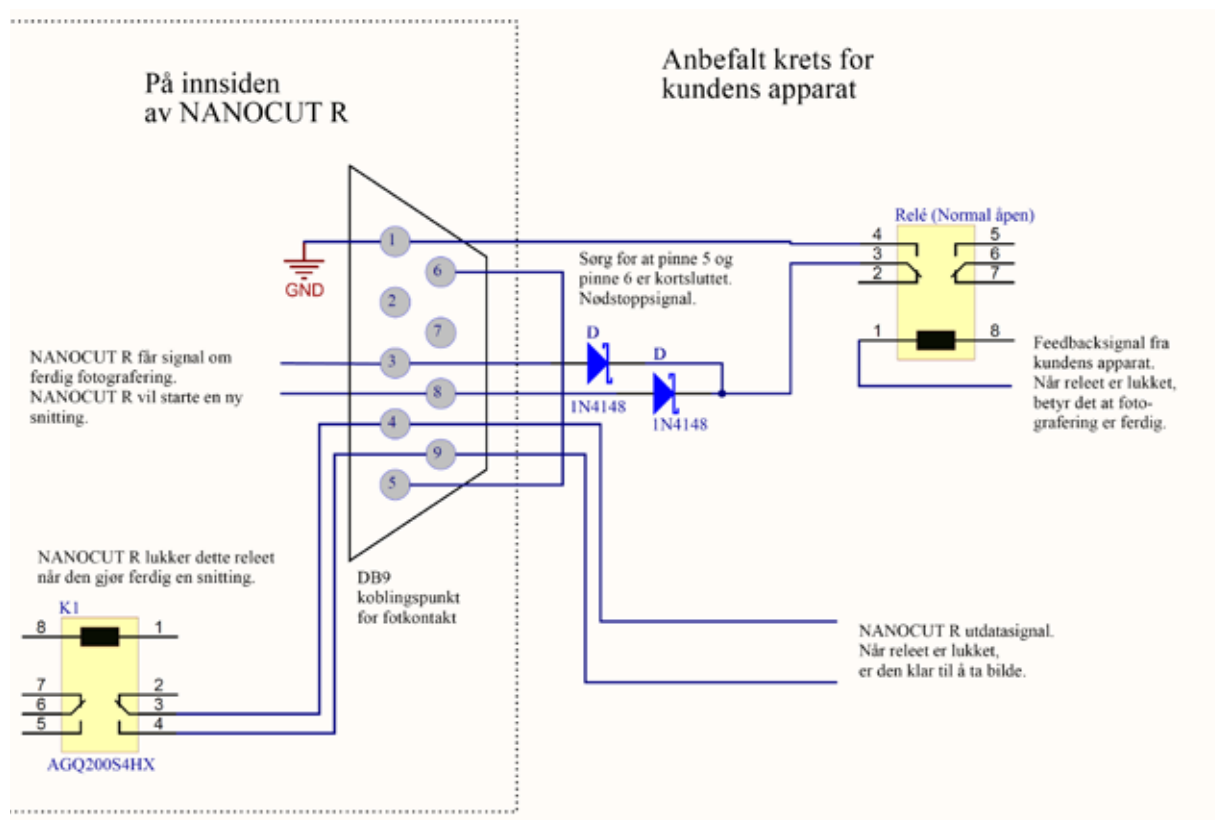 På innsiden
av NANOCUT R
Anbefalt krets for
kundens apparat
Relé (Normal åpen)
4
5
3
6
2
7
1
8
1
6
2
7
3
8
4
9
5
GND
Sørg for at pinne 5 og
pinne 6 er kortsluttet.
Nødstoppsignal.
D
D
1N4148
1N4148
NANOCUT R får signal om
ferdig fotografering.
NANOCUT R vil starte en ny
snitting.
Feedbacksignal fra
kundens apparat.
Når releet er lukket,
betyr det at foto-
grafering er ferdig.
NANOCUT R lukker dette releet
når den gjør ferdig en snitting.
DB9
koblingspunkt
for fotkontakt
K1
8
1
7
2
6
3
5
4
AGQ200S4HX
NANOCUT R utdatasignal.
Når releet er lukket,
er den klar til å ta bilde.